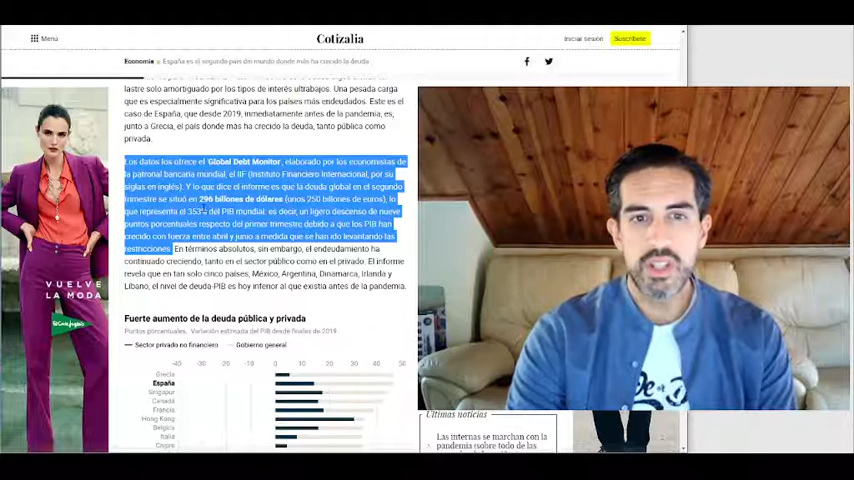 Menú
Cotizalia
Iniciar sesión
Suscríbete
Economía
España es el segundo país del mundo donde más ha crecido la deuda
lastre solo amortiguado por los tipos de interés ultrabajos. Una pesada carga
que es especialmente significativa para los países más endeudados. Este es el
caso de España, que desde 2019, inmediatamente antes de la pandemia, es,
junto a Grecia, el país donde más ha crecido la deuda, tanto pública como
privada.
Los datos los ofrece el 'Global Debt Monitor', elaborado por los economistas de
la patronal bancaria mundial, el IIF (Instituto Financiero Internacional, por sus
siglas en inglés). Y lo que dice el informe es que la deuda global en el segundo
trimestre se situó en 296 billones de dólares (unos 250 billones de euros), lo
que representa el 353% del PIB mundial; es decir, un ligero descenso de nueve
puntos porcentuales respecto del primer trimestre debido a que los PIB han
crecido con fuerza entre abril y junio a medida que se han ido levantando las
restricciones. En términos absolutos, sin embargo, el endeudamiento ha
continuado creciendo, tanto en el sector público como en el privado. El informe
revela que en tan solo cinco países, México, Argentina, Dinamarca, Irlanda y
Líbano, el nivel de deuda-PIB es hoy inferior al que existía antes de la pandemia.
VUELVE
LA MODA
El Corte Inglés
Fuerte aumento de la deuda pública y privada
Puntos porcentuales. Variación estimada del PIB desde finales de 2019.
Sector privado no financiero
Gobierno general
-40 -30 -20 -10 0 10 20 30 40 50
Grecia
España
Singapur
Canadá
Francia
Hong Kong
Bélgica
Italia
Chipre
Últimas noticias
Las internas se marchan con la
pandemia (sobre todo de las